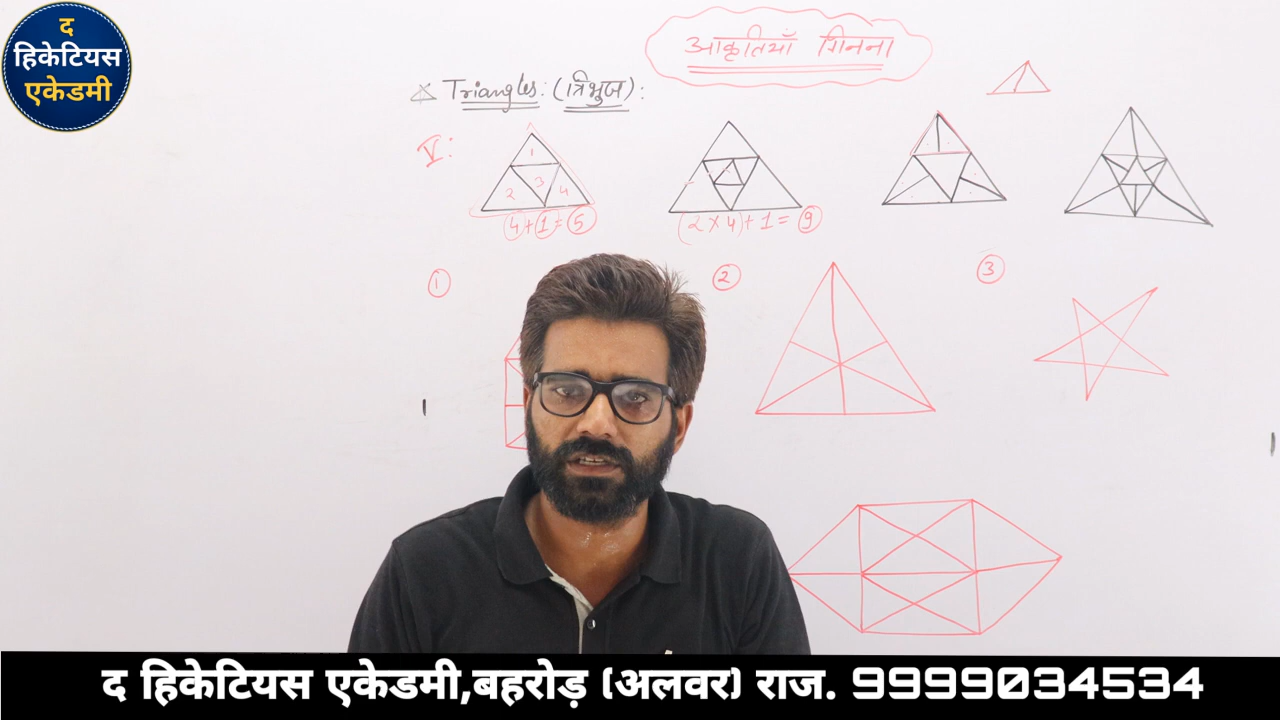 द
हिकेटियस
एकेडमी
आकृतियाँ गिनना
Triangles: (त्रिभुज):
V:
1
2 3 4
4+1=5
(2×4)+1=9
1 2 3
द हिकेटियस एकेडमी,बहरोड़ (अलवर) राज. 9999034534